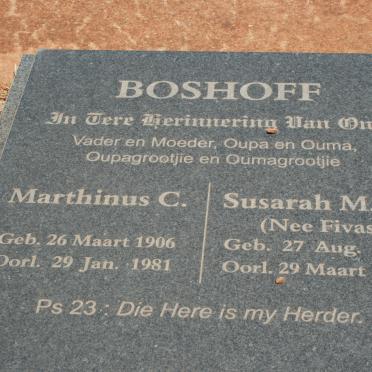 BOSHOFF
In Tere Herinnering Van On
Vader en Moeder, Oupa en Ouma,
Oupagrootjie en Oumagrootjie
Marthinus C.
Geb. 26 Maart 1906
Oorl. 29 Jan. 1981
Susarah M.
(Nee Fivas
Geb. 27 Aug.
Oorl. 29 Maart
Ps 23 : Die Here is my Herder.